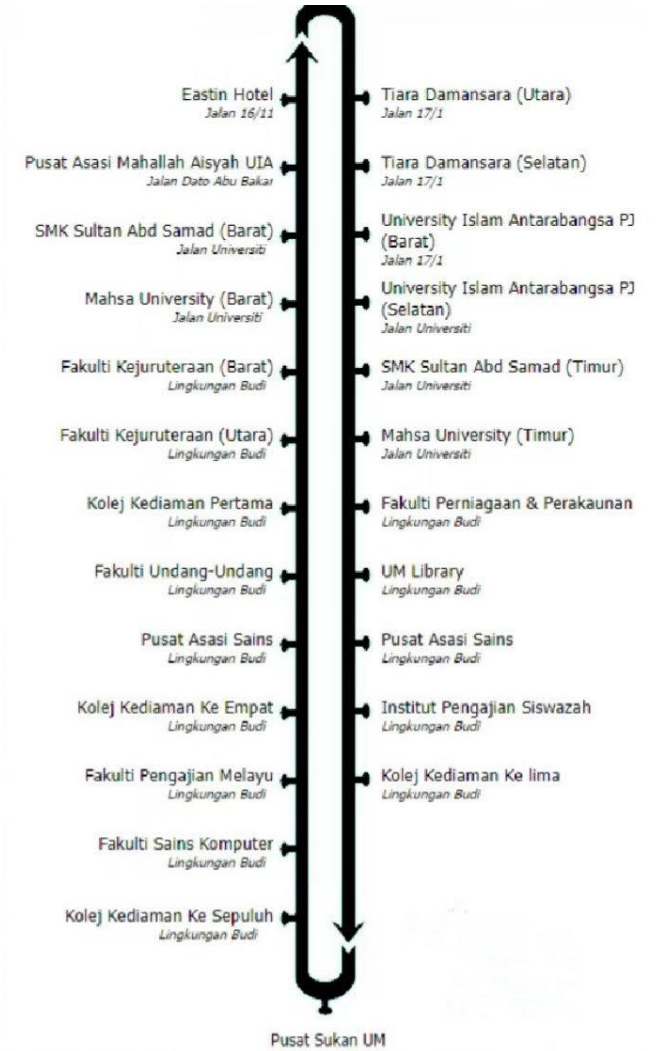 Eastin Hotel
Jalan 16/11
Pusat Asasi Mahallah Aisyah UIA
Jalan Dato Abu Bakar
SMK Sultan Abd Samad (Barat)
Jalan Universiti
Mahsa University (Barat)
Jalan Universiti
Fakulti Kejuruteraan (Barat)
Lingkungan Budi
Fakulti Kejuruteraan (Utara)
Lingkungan Budi
Kolej Kediaman Pertama
Lingkungan Budi
Fakulti Undang-Undang
Lingkungan Budi
Pusat Asasi Sains
Lingkungan Budi
Kolej Kediaman Ke Empat
Lingkungan Budi
Fakulti Pengajian Melayu
Lingkungan Budi
Fakulti Sains Komputer
Lingkungan Budi
Kolej Kediaman Ke Sepuluh
Lingkungan Budi
Tiara Damansara (Utara)
Jalan 17/1
Tiara Damansara (Selatan)
Jalan 17/1
University Islam Antarabangsa PJ
(Barat)
Jalan 17/1
University Islam Antarabangsa PJ
(Selatan)
Jalan Universiti
SMK Sultan Abd Samad (Timur)
Jalan Universiti
Mahsa University (Timur)
Jalan Universiti
Fakulti Perniagaan & Perakaunan
Lingkungan Budi
UM Library
Lingkungan Budi
Pusat Asasi Sains
Lingkungan Budi
Institut Pengajian Siswazah
Lingkungan Budi
Kolej Kediaman Ke lima
Lingkungan Budi
Pusat Sukan UM